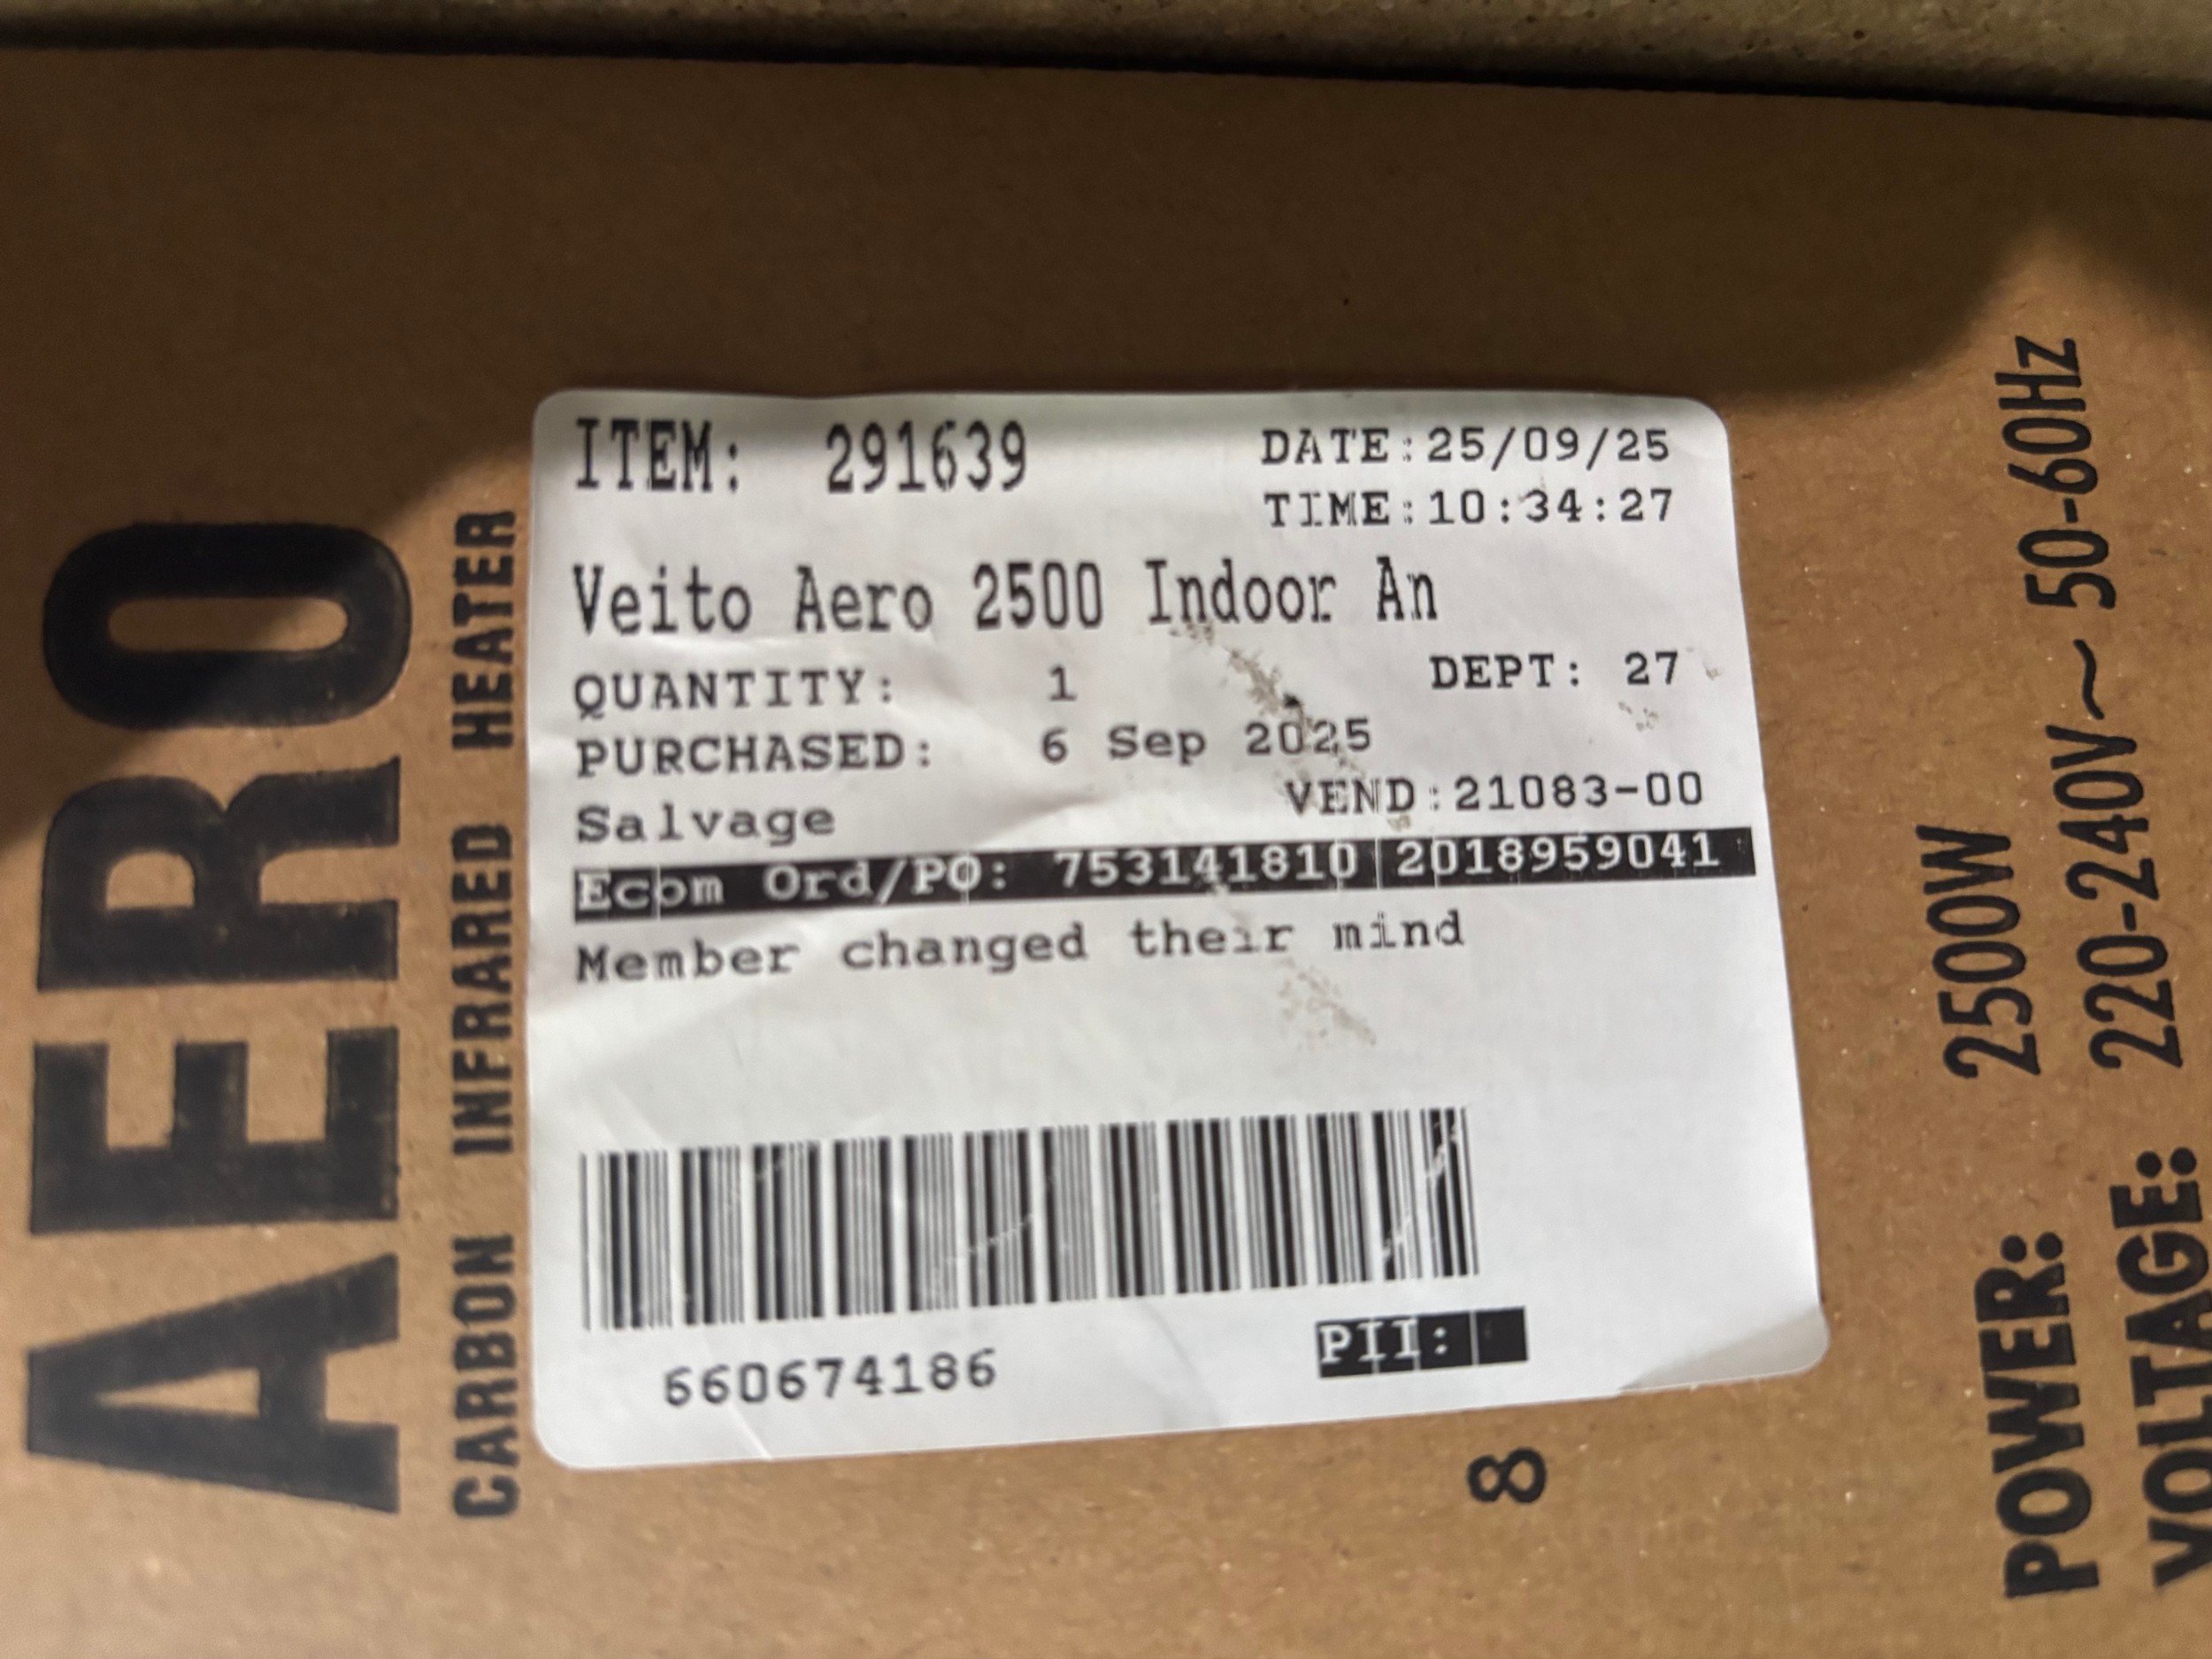 AERO
CARBON INFRARED HEATER
ITEM: 291639
DATE:25/09/25
TIME:10:34:27
Veito Aero 2500 Indoor An
QUANTITY: 1
DEPT: 27
PURCHASED: 6 Sep 2025
VEND:21083-00
Salvage
Ecom Ord/PO: 753141810 2018959041
Member changed their mind
660674186
PII:
8
POWER: 2500W
VOLTAGE: 220-240V~ 50-60Hz